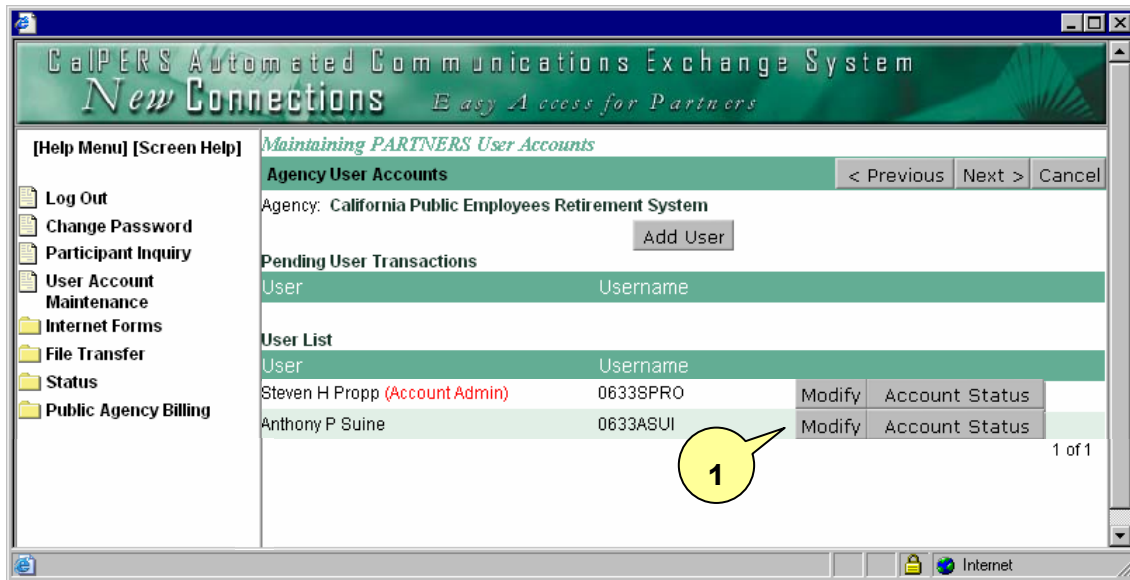 CalPERS Automated Communications Exchange System
New Connections Easy Access for Partners
[Help Menu] [Screen Help]
Log Out
Change Password
Participant Inquiry
User Account
Maintenance
Internet Forms
File Transfer
Status
Public Agency Billing
Maintaining PARTNERS User Accounts
Agency User Accounts < Previous Next > Cancel
Agency: California Public Employees Retirement System
Add User
Pending User Transactions
User Username
User List
User Username
Steven H Propp (Account Admin) 0633SPRO Modify Account Status
Anthony P Suine 0633ASUI Modify Account Status
1 of 1
1
Internet